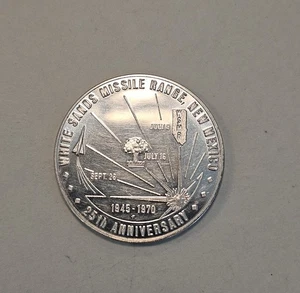 WHITE SANDS MISSILE RANGE, NEW MEXICO
JULY 16
SEPT. 26
1945-1970
25th ANNIVERSARY